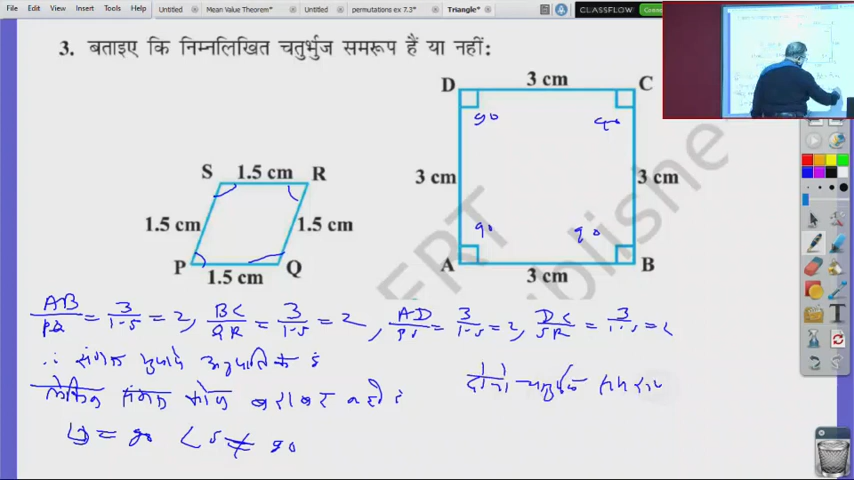 File Edit View Insert Tools Help Untitled Mean Value Theorem* Untitled permutations ex 7.3* Triangle* CLASSFLOW
3. बताइए कि निम्नलिखित चतुर्भुज समरूप हैं या नहीं:
D 3 cm C
90 90
S 1.5 cm R
3 cm 3 cm
1.5 cm 1.5 cm
90 90
P 1.5 cm Q
A 3 cm B
AB/PQ = 3/1.5 = 2, BC/QR = 3/1.5 = 2, AD/PS = 3/1.5 = 2, DC/SR = 3/1.5 = 2
∴ संगत भुजाये अनुपातिक है
लेकिन संगत कोण बराबर नही है
दोनो चतुर्भुज समरूप
= 90 ∠S ≠ 90